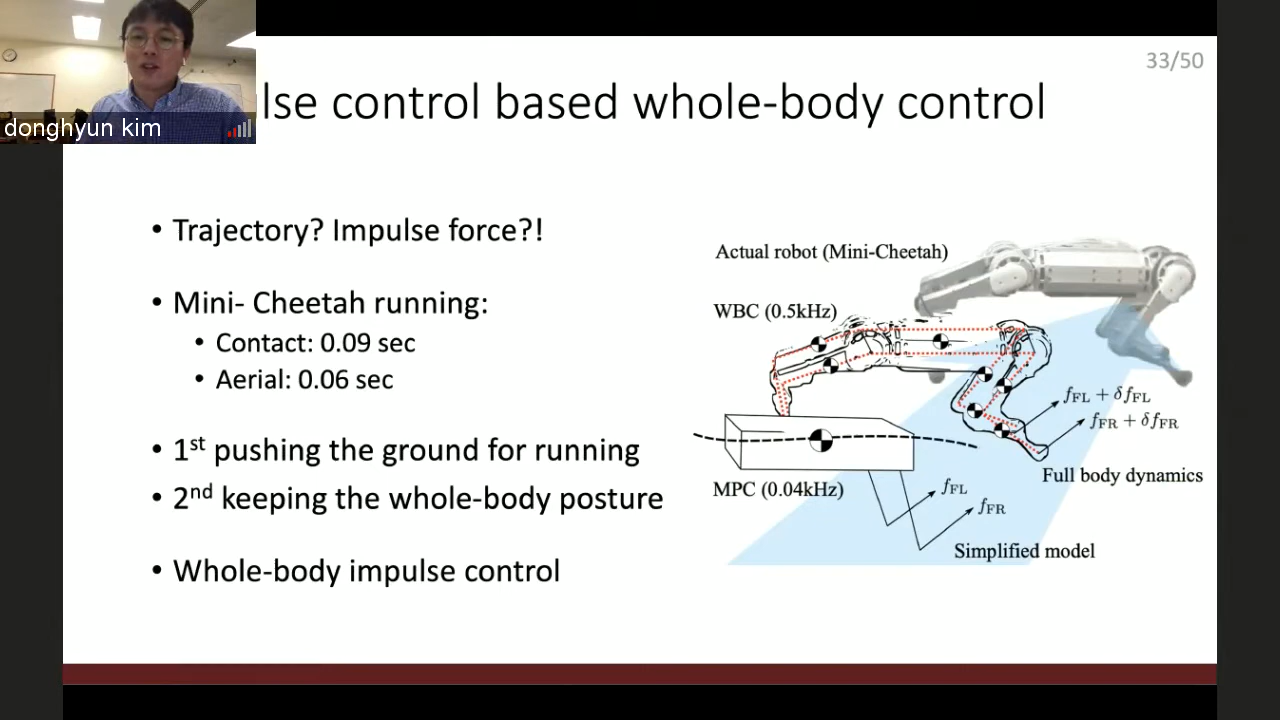 33/50
lse control based whole-body control
donghyun kim
• Trajectory? Impulse force?!
• Mini- Cheetah running:
• Contact: 0.09 sec
• Aerial: 0.06 sec
• 1st pushing the ground for running
• 2nd keeping the whole-body posture
• Whole-body impulse control
Actual robot (Mini-Cheetah)
WBC (0.5kHz)
fFL + δfFL
fFR + δfFR
Full body dynamics
MPC (0.04kHz)
fFL
fFR
Simplified model